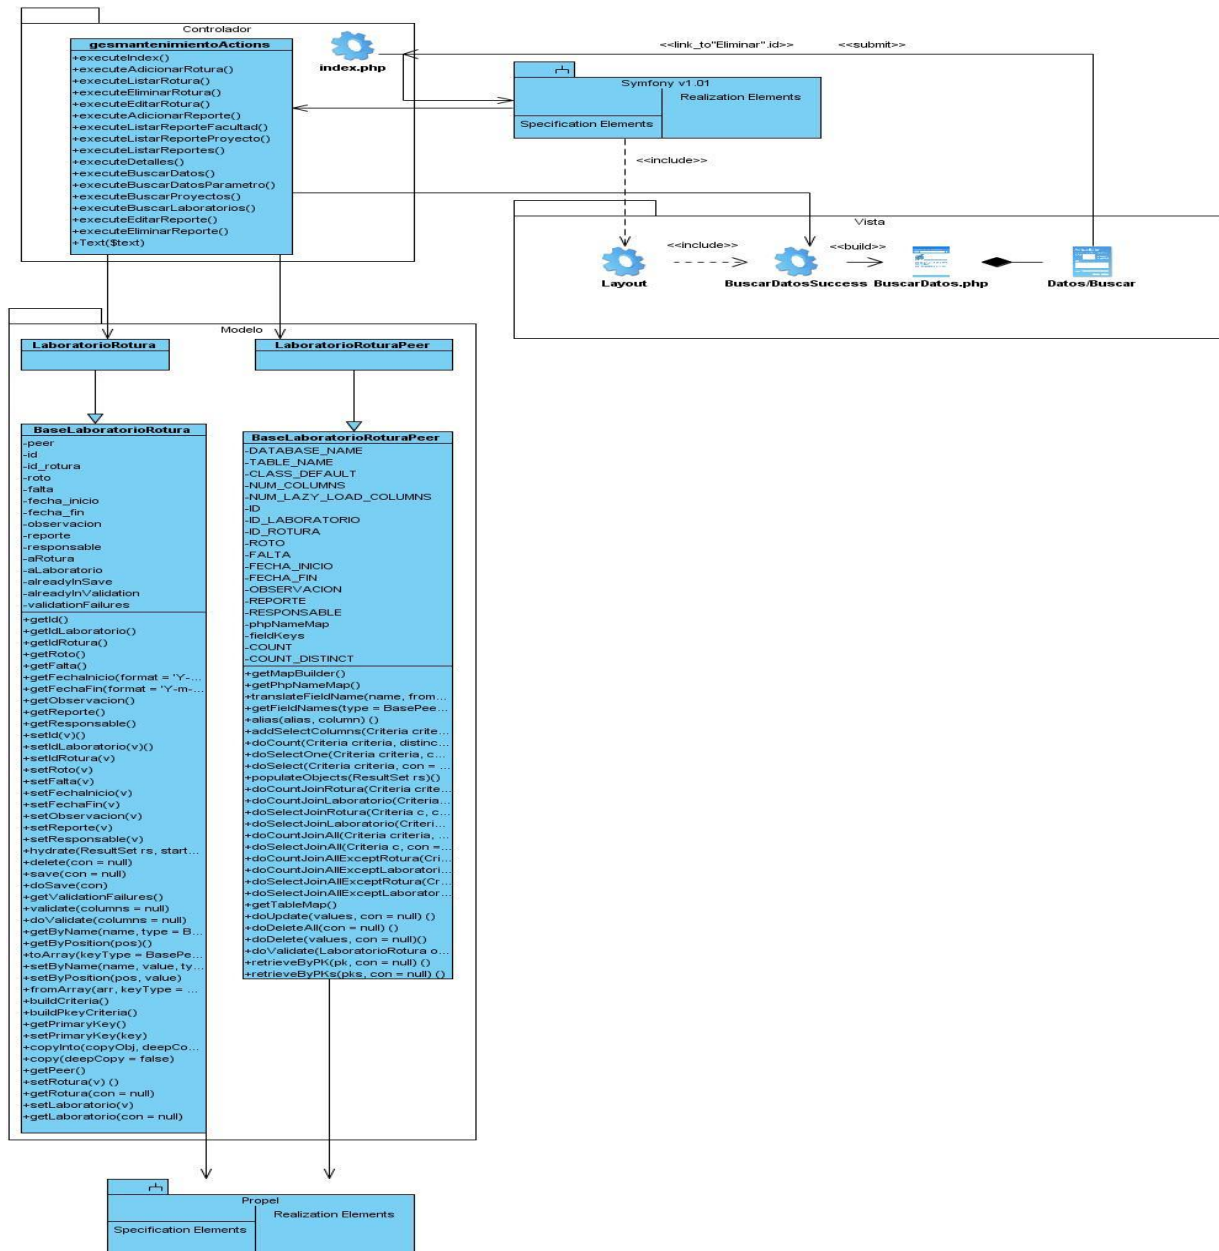 Controlador
gesmantenimientoActions
+executeIndex()
+executeAdicionarRotura()
+executeListarRotura()
+executeEliminarRotura()
+executeEditarRotura()
+executeAdicionarReporte()
+executeListarReporteFacultad()
+executeListarReporteProyecto()
+executeListarReportes()
+executeDetalles()
+executeBuscarDatos()
+executeBuscarDatosParametro()
+executeBuscarProyectos()
+executeBuscarLaboratorios()
+executeEditarReporte()
+executeEliminarReporte()
+Text($text)
index.php
<<link_to"Eliminar".id>>
<<submit>>
Symfony v1.01
Realization Elements
Specification Elements
<<include>>
Vista
<<include>>
<<build>>
Layout
BuscarDatosSuccess
BuscarDatos.php
Datos/Buscar
Modelo
LaboratorioRotura
LaboratorioRoturaPeer
BaseLaboratorioRotura
-peer
-id
-id_rotura
-roto
-falta
-fecha_inicio
-fecha_fin
-observacion
-reporte
-responsable
-aRotura
-aLaboratorio
-alreadyInSave
-alreadyInValidation
-validationFailures
+getId()
+getIdLaboratorio()
+getIdRotura()
+getRoto()
+getFalta()
+getFechaInicio(format = 'Y-...
+getFechaFin(format = 'Y-m-...
+getObservacion()
+getReporte()
+getResponsable()
+setId(v)()
+setIdLaboratorio(v)()
+setIdRotura(v)
+setRoto(v)
+setFalta(v)
+setFechaInicio(v)
+setFechaFin(v)
+setObservacion(v)
+setReporte(v)
+setResponsable(v)
+hydrate(ResultSet rs, start...
+delete(con = null)
+save(con = null)
+doSave(con)
+getValidationFailures()
+validate(columns = null)
+doValidate(columns = null)
+getByName(name, type = B...
+getByPosition(pos)()
+toArray(keyType = BasePe...
+setByName(name, value, ty...
+setByPosition(pos, value)
+fromArray(arr, keyType = ...
+buildCriteria()
+buildPkeyCriteria()
+getPrimaryKey()
+setPrimaryKey(key)
+copyInto(copyObj, deepCo...
+copy(deepCopy = false)
+getPeer()
+setRotura(v) ()
+getRotura(con = null)
+setLaboratorio(v)
+getLaboratorio(con = null)
BaseLaboratorioRoturaPeer
-DATABASE_NAME
-TABLE_NAME
-CLASS_DEFAULT
-NUM_COLUMNS
-NUM_LAZY_LOAD_COLUMNS
-ID
-ID_LABORATORIO
-ID_ROTURA
-ROTO
-FALTA
-FECHA_INICIO
-FECHA_FIN
-OBSERVACION
-REPORTE
-RESPONSABLE
-phpNameMap
-fieldKeys
-COUNT
-COUNT_DISTINCT
+getMapBuilder()
+getPhpNameMap()
+translateFieldName(name, from...
+getFieldNames(type = BasePee...
+alias(alias, column) ()
+addSelectColumns(Criteria crite...
+doCount(Criteria criteria, distinc...
+doSelectOne(Criteria criteria, c...
+doSelect(Criteria criteria, con = ...
+populateObjects(ResultSet rs)()
+doCountJoinRotura(Criteria crite...
+doCountJoinLaboratorio(Criteria...
+doSelectJoinRotura(Criteria c, c...
+doSelectJoinLaboratorio(Criteri...
+doCountJoinAll(Criteria criteria, ...
+doSelectJoinAll(Criteria c, con =...
+doCountJoinAllExceptRotura(Cri...
+doCountJoinAllExceptLaboratori...
+doSelectJoinAllExceptRotura(Cr...
+doSelectJoinAllExceptLaborator...
+getTableMap()
+doUpdate(values, con = null) ()
+doDeleteAll(con = null) ()
+doDelete(values, con = null)()
+doValidate(LaboratorioRotura o...
+retrieveByPK(pk, con = null) ()
+retrieveByPKs(pks, con = null) ()
Propel
Realization Elements
Specification Elements